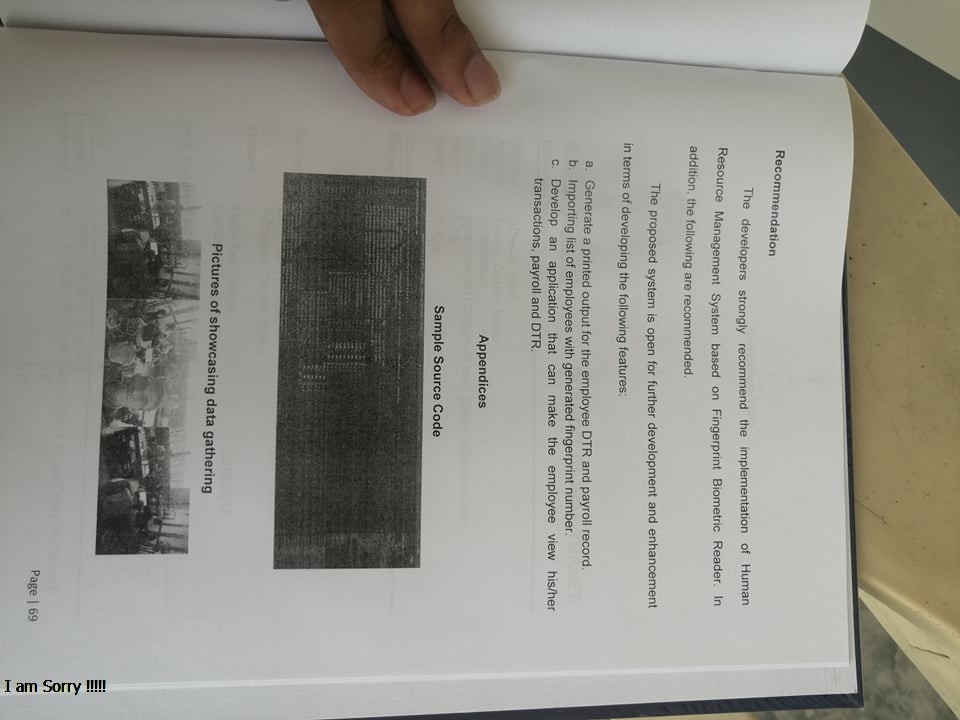 Recommendation
The developers strongly recommend the implementation of Human
Resource Management System based on Fingerprint Biometric Reader. In
addition, the following are recommended.
The proposed system is open for further development and enhancement
in terms of developing the following features:
a. Generate a printed output for the employee DTR and payroll record.
b. Importing list of employees with generated fingerprint number.
c. Develop an application that can make the employee view his/her
transactions, payroll and DTR.
Appendices
Sample Source Code
Pictures of showcasing data gathering
Page | 69
I am Sorry !!!!!